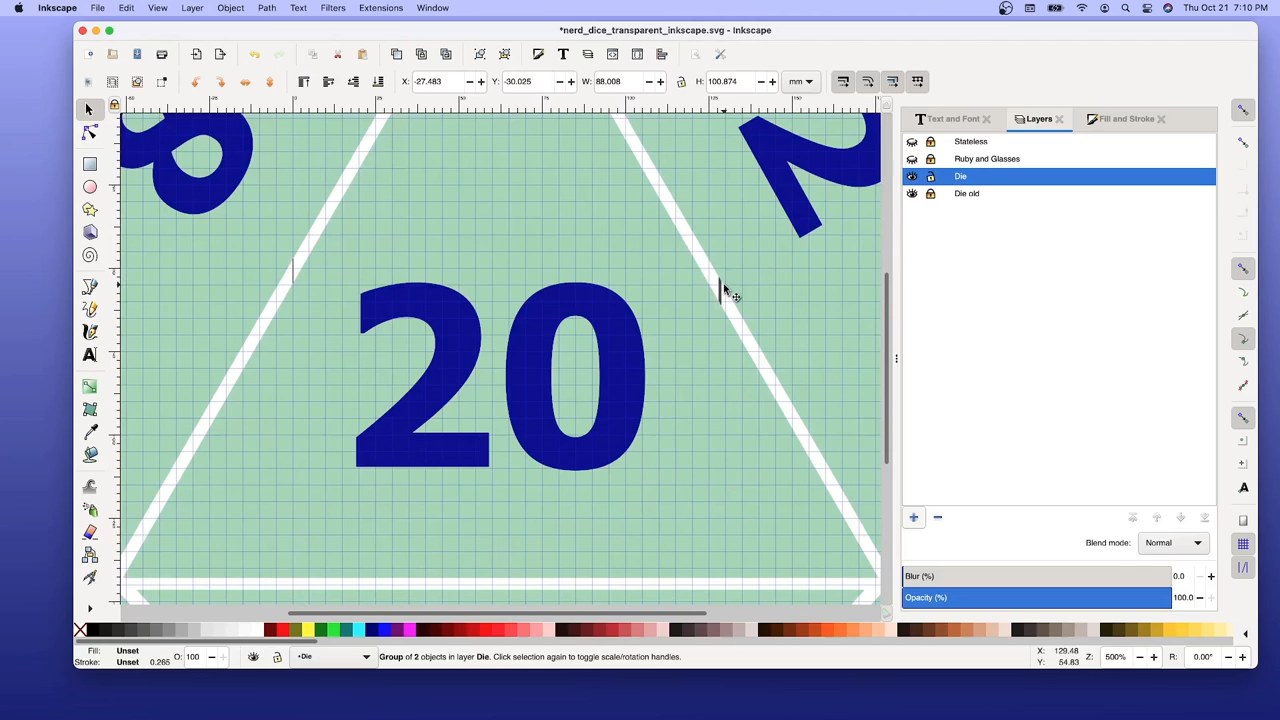 Inkscape File Edit View Layer Object Path Text Filters Extensions Window Thu Oct 21 7:10 PM
*nerd_dice_transparent_inkscape.svg - Inkscape
X: -27.483 Y: -30.025 W: 88.008 H: 100.874 mm
Text and Font Layers Fill and Stroke
Stateless
Ruby and Glasses
Die
Die old
8
2
20
Blend mode: Normal
Blur (%) 0.0
Opacity (%) 100.0
Fill: Unset
Stroke: Unset 0.265 O: 100 •Die Group of 2 objects in layer Die. Click selection again to toggle scale/rotation handles. X: 129.48 Y: 54.83 Z: 500% R: 0.00°